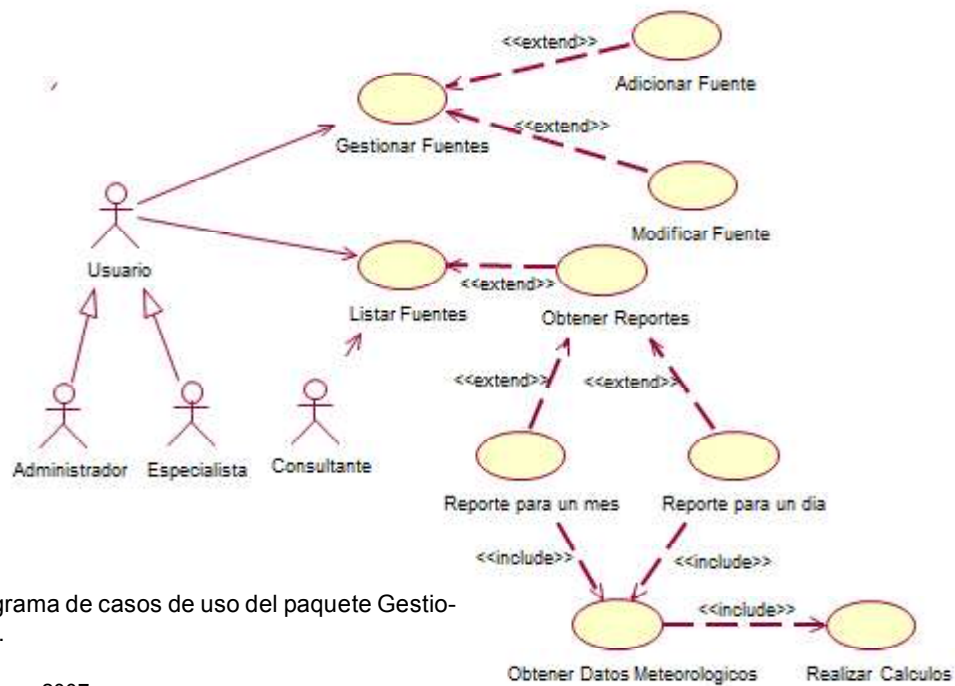 <<extend>>
Adicionar Fuente
Gestionar Fuentes
<<extend>>
Modificar Fuente
Usuario
Listar Fuentes
<<extend>>
Obtener Reportes
<<extend>>
<<extend>>
Administrador
Especialista
Consultante
Reporte para un mes
Reporte para un dia
<<include>>
<<include>>
grama de casos de uso del paquete Gestio-
<<include>>
Obtener Datos Meteorologicos
Realizar Calculos